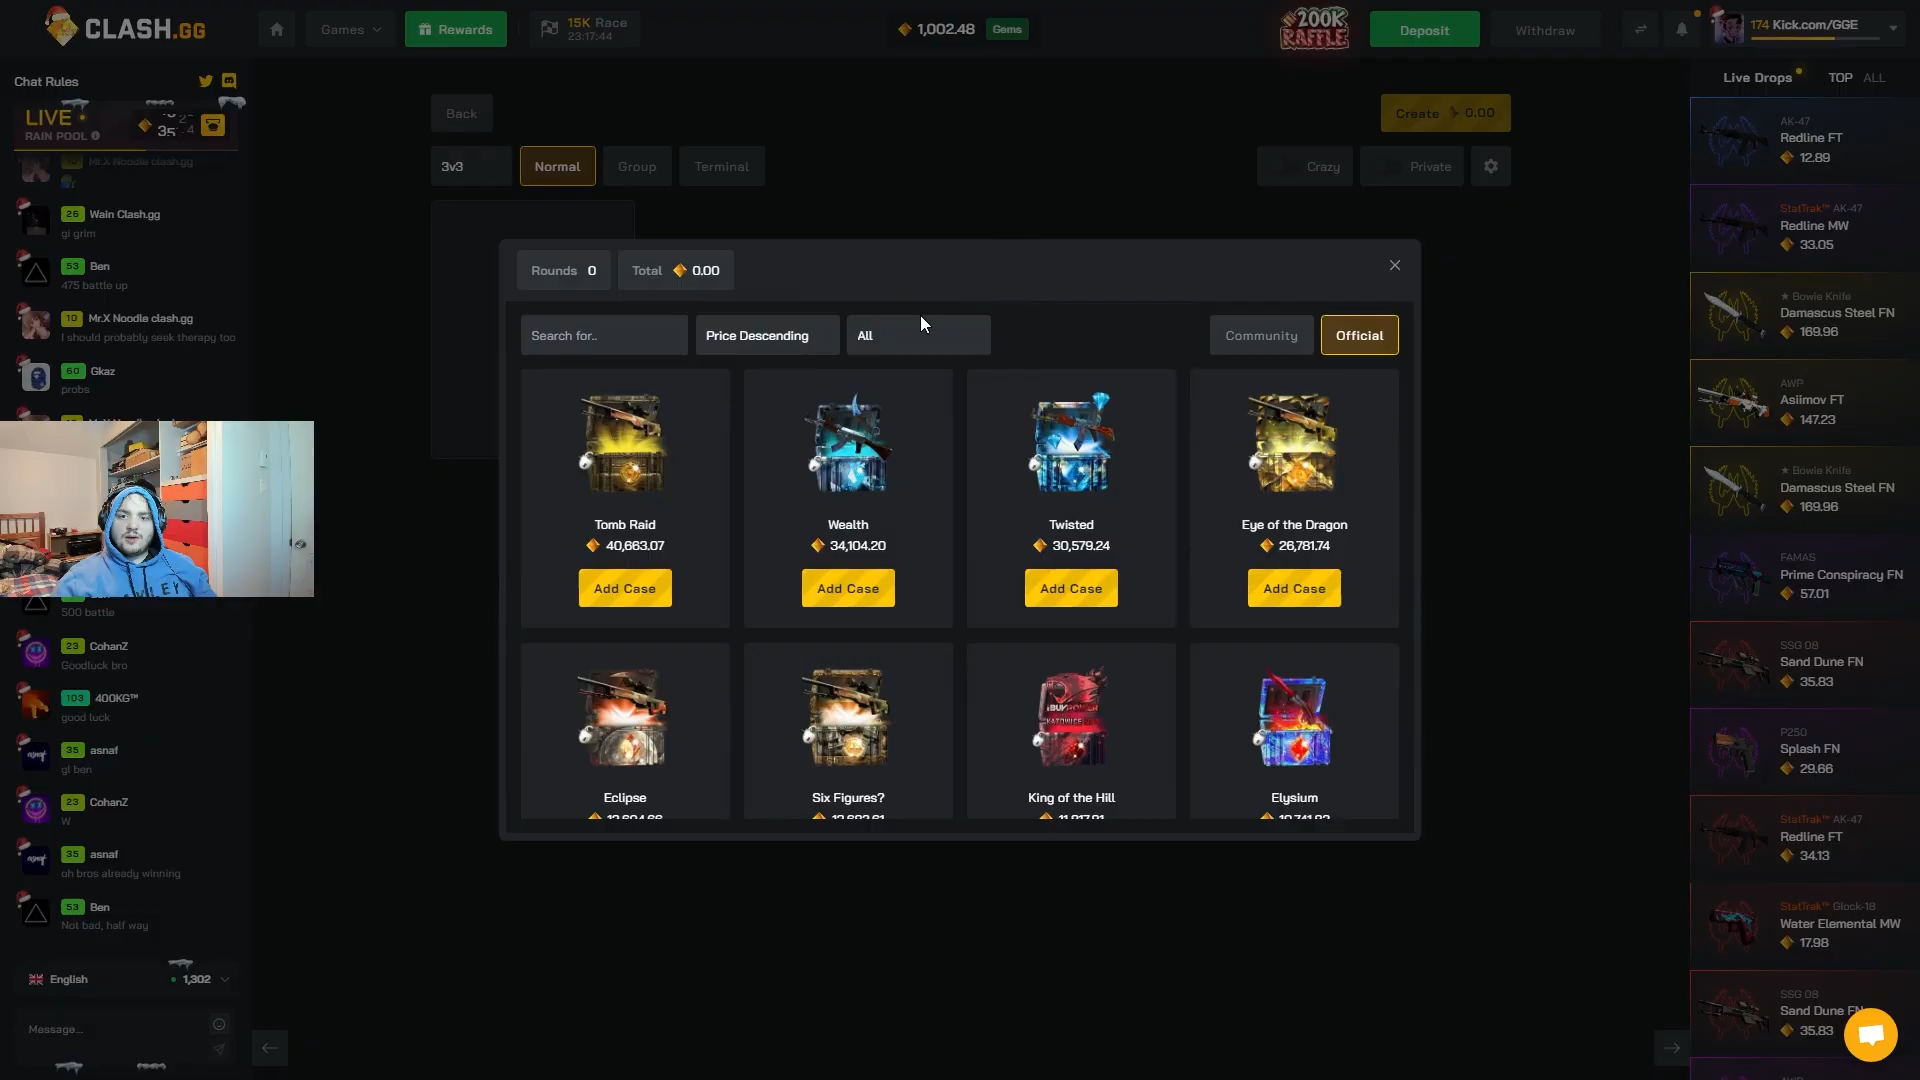 CLASH.GG
Games
Rewards
15K Race
23:17:44
1,002.48 Gems
200K
RAFFLE
Deposit
Withdraw
174 Kick.com/GGE
Chat Rules
LIVE
RAIN POOL
Mr.X Noodle clash.gg
26 Wain Clash.gg
gi grim
53 Ben
475 battle up
10 Mr.X Noodle clash.gg
I should probably seek therapy too
60 Gkaz
probs
500 battle
23 CohanZ
Goodluck bro
103 400KG™
good luck
35 asnaf
gl ben
23 CohanZ
W
35 asnaf
oh bros already winning
53 Ben
Not bad, half way
English
1,302
Message...
Back
Create 0.00
3v3
Normal
Group
Terminal
Crazy
Private
Rounds 0
Total 0.00
Search for..
Price Descending
All
Community
Official
Tomb Raid
40,663.07
Add Case
Wealth
34,104.20
Add Case
Twisted
30,579.24
Add Case
Eye of the Dragon
26,781.74
Add Case
Eclipse
Six Figures?
King of the Hill
Elysium
Live Drops
TOP
ALL
AK-47
Redline FT
12.89
StatTrak™ AK-47
Redline MW
33.05
★ Bowie Knife
Damascus Steel FN
169.96
AWP
Asiimov FT
147.23
★ Bowie Knife
Damascus Steel FN
169.96
FAMAS
Prime Conspiracy FN
57.01
SSG 08
Sand Dune FN
35.83
P250
Splash FN
29.66
StatTrak™ AK-47
Redline FT
34.13
StatTrak™ Glock-18
Water Elemental MW
17.98
SSG 08
Sand Dune FN
35.83